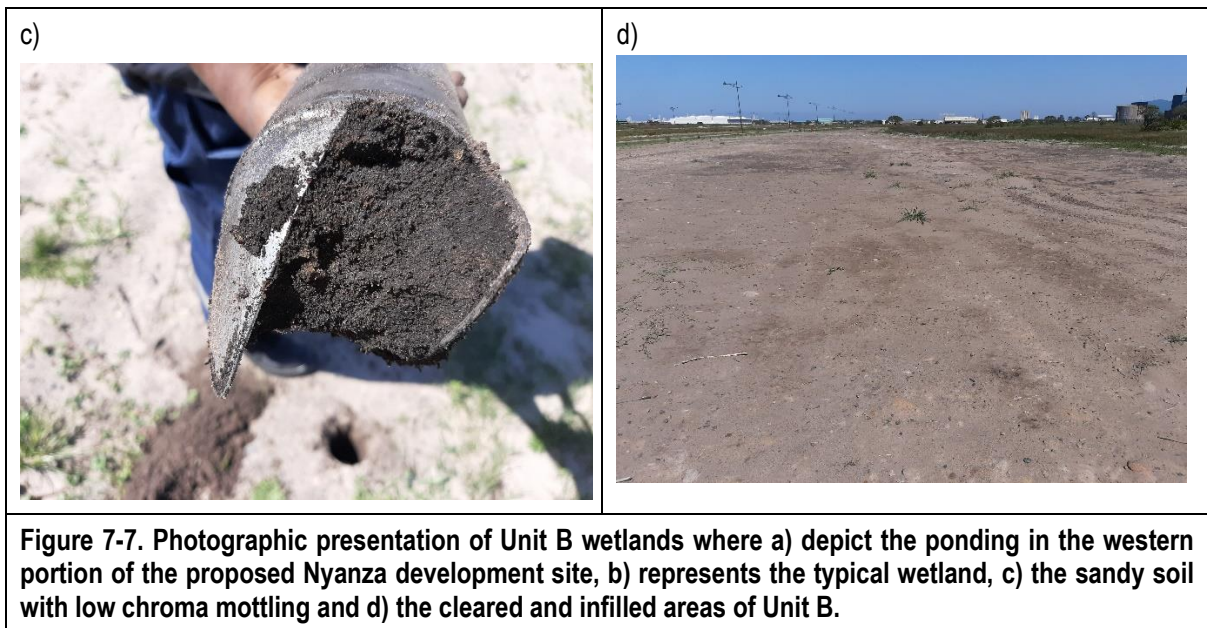 c)
d)
Figure 7-7. Photographic presentation of Unit B wetlands where a) depict the ponding in the western
portion of the proposed Nyanza development site, b) represents the typical wetland, c) the sandy soil
with low chroma mottling and d) the cleared and infilled areas of Unit B.